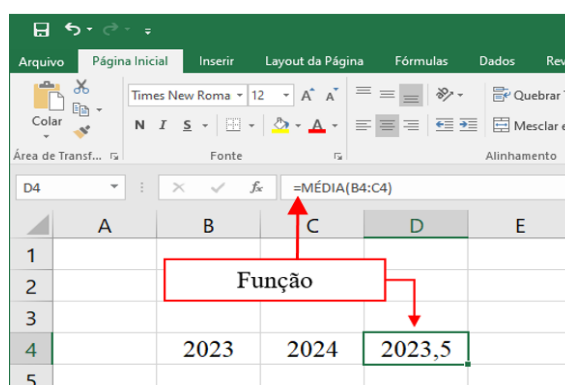 Arquivo Página Inicial Inserir Layout da Página Fórmulas Dados Rev
Times New Roma 12 A A Quebrar
Colar
N I S A Mesclar e
Área de Transf... Fonte Alinhamento
D4 fx =MÉDIA(B4:C4)
A B C D E
1
2 Função
3
4 2023 2024 2023,5
5